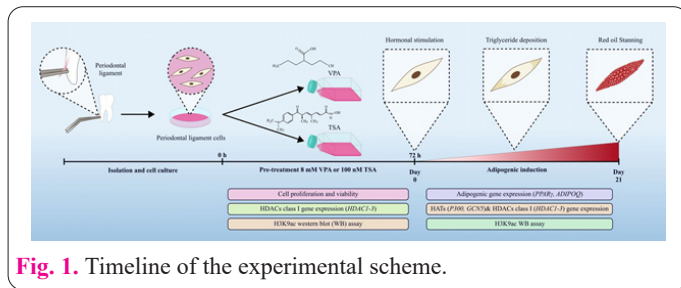 Periodontal
ligament
Periodontal ligament cells
VPA
TSA
Hormonal stimulation
Triglyceride deposition
Red oil Stanning
Isolation and cell culture
0 h
Pre-treatment 8 mM VPA or 100 nM TSA
72 h
Day
0
Adipogenic induction
Day
21
Cell proliferation and viability
HDACs class I gene expression (HDAC1-3)
H3K9ac western blot (WB) assay
Adipogenic gene expression (PPARγ, ADIPOQ)
HATs (P300, GCN5)& HDACs class I (HDAC1-3) gene expression
H3K9ac WB assay
Fig. 1. Timeline of the experimental scheme.